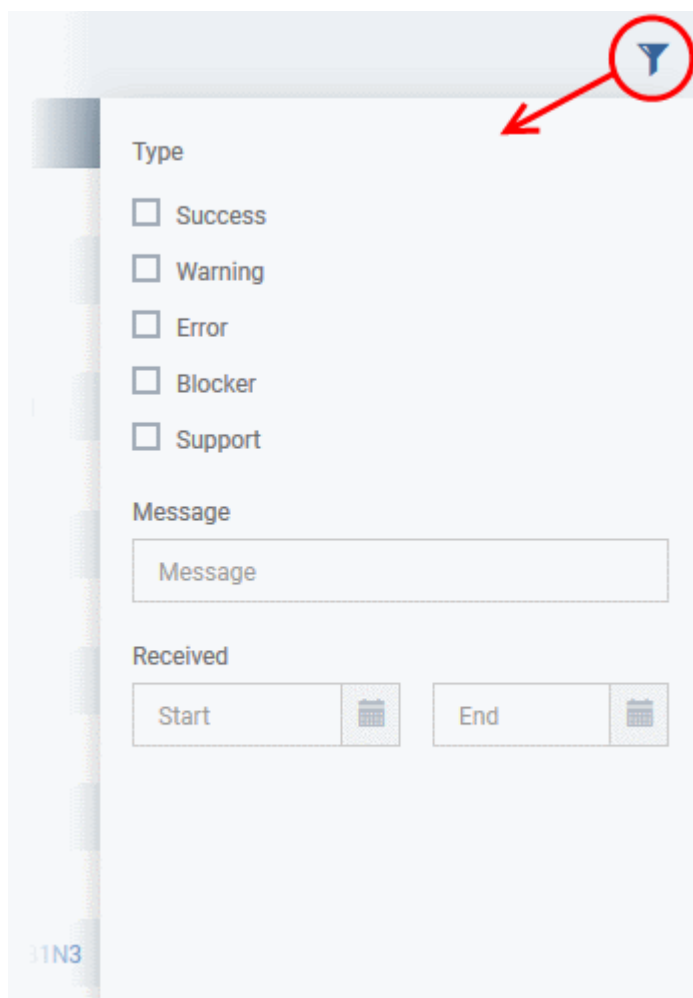 Type
Success
Warning
Error
Blocker
Support
Message
Message
Received
Start End